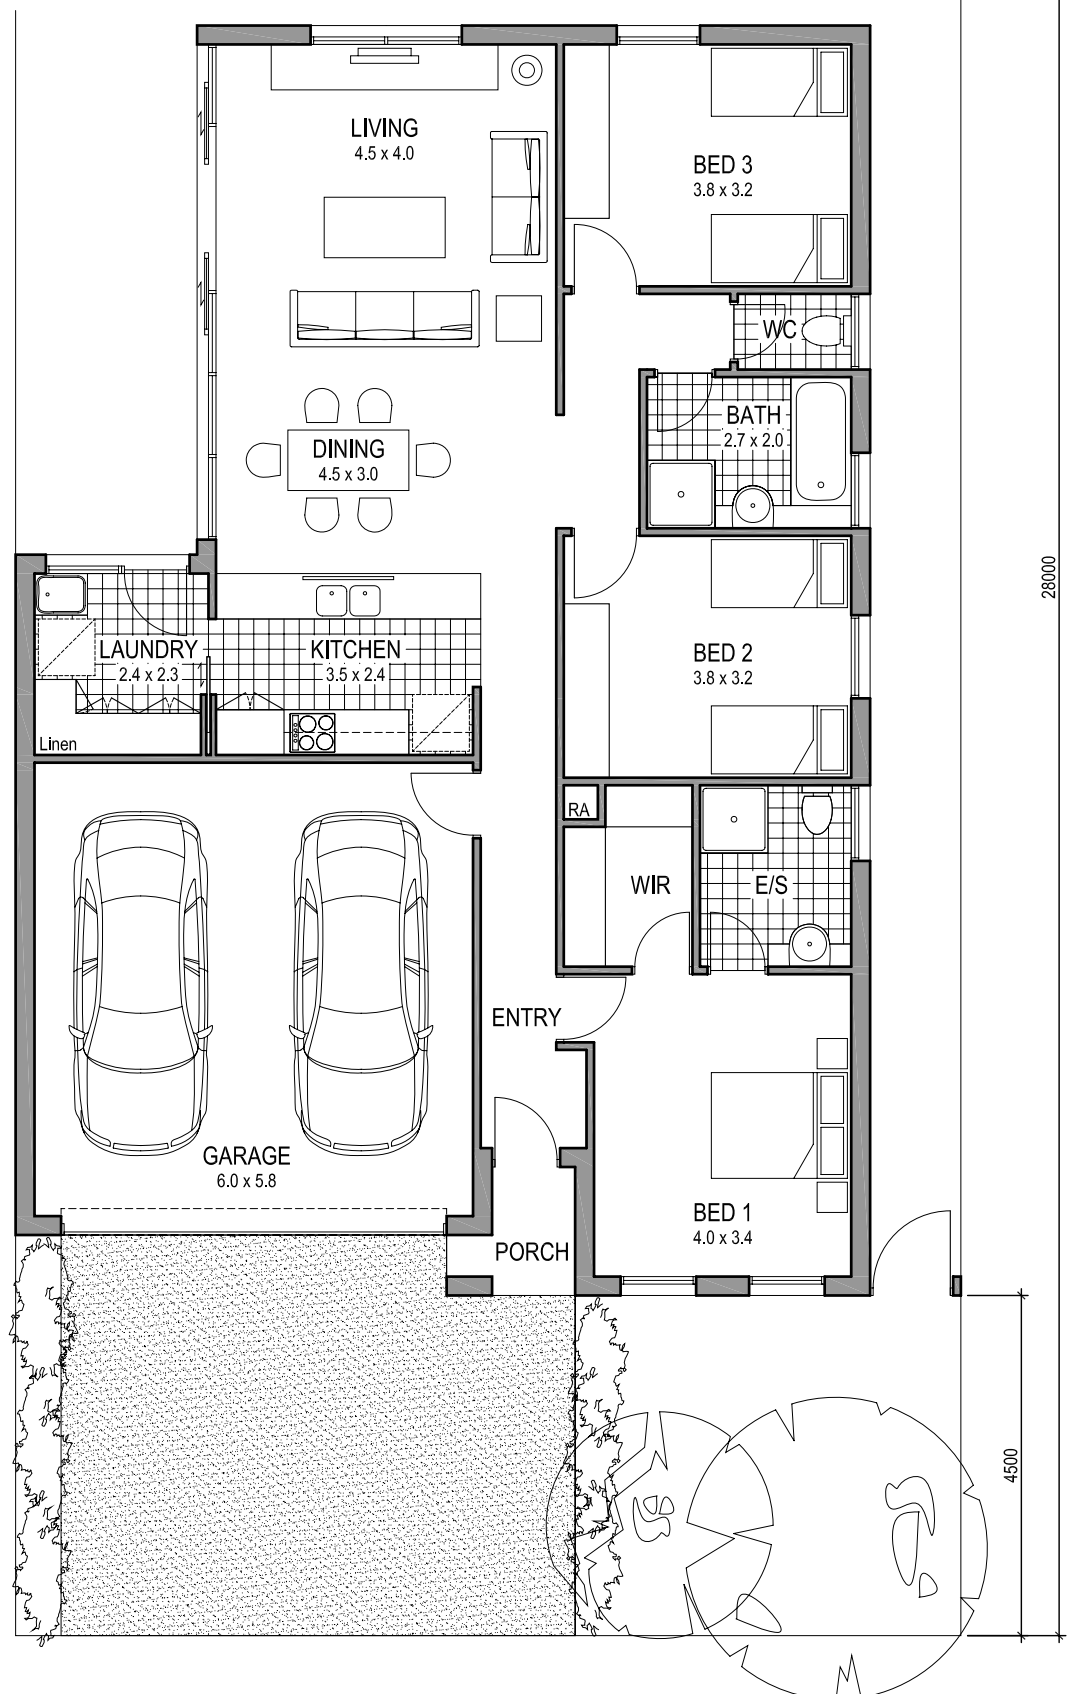 LIVING
4.5 x 4.0
BED 3
3.8 x 3.2
WC
BATH
2.7 x 2.0
DINING
4.5 x 3.0
28000
LAUNDRY
2.4 x 2.3
KITCHEN
3.5 x 2.4
BED 2
3.8 x 3.2
Linen
RA
WIR
E/S
ENTRY
GARAGE
6.0 x 5.8
BED 1
4.0 x 3.4
PORCH
4500